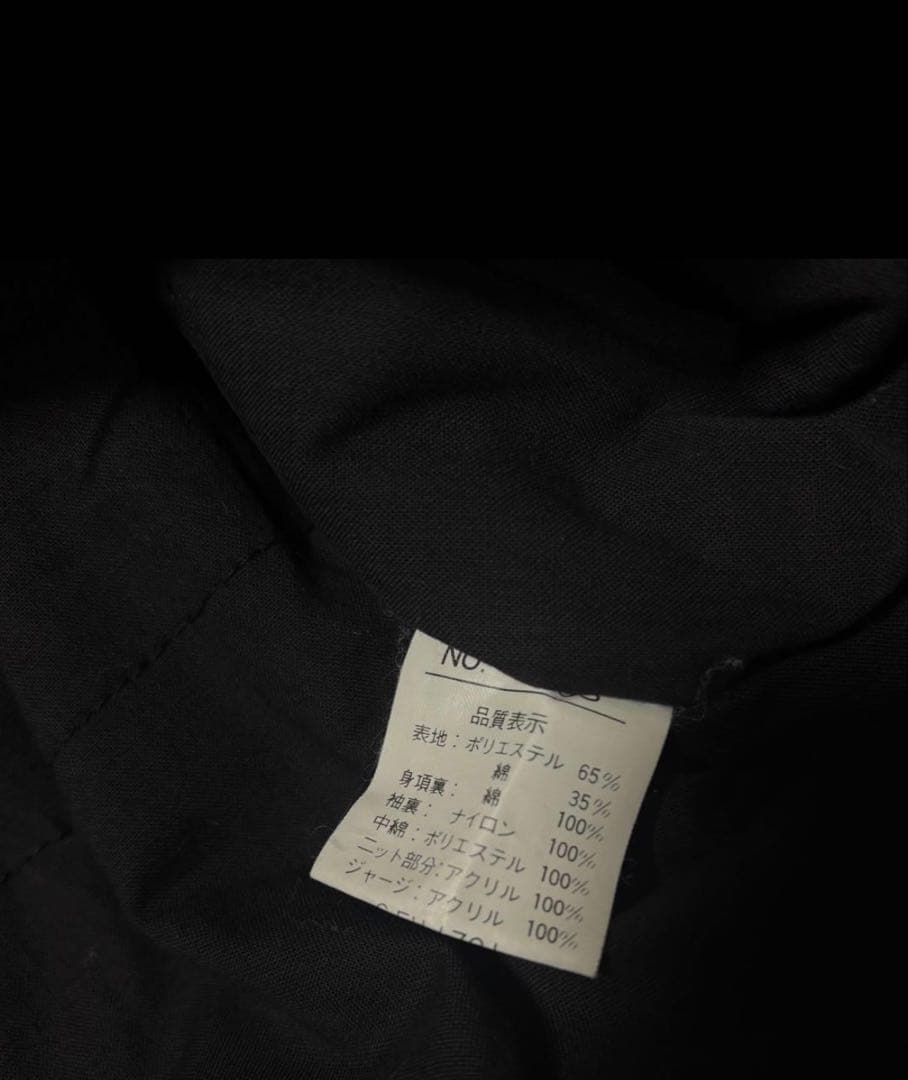 NO.
品質表示
表地：ポリエステル 65%
綿 35%
身項裏：綿 100%
袖裏：ナイロン 100%
中綿：ポリエステル 100%
ニット部分：アクリル 100%
ジャージ：アクリル 100%